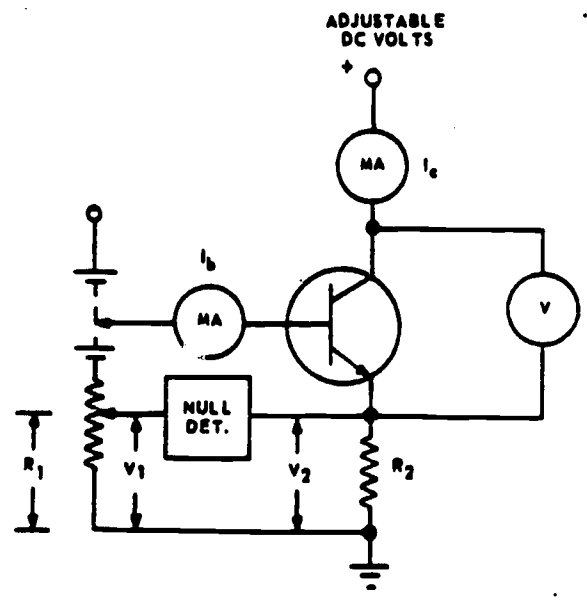 ADJUSTABLE
DC VOLTS
+
MA
Ic
Ib
MA
V
NULL
DET.
R1
V1
V2
R2